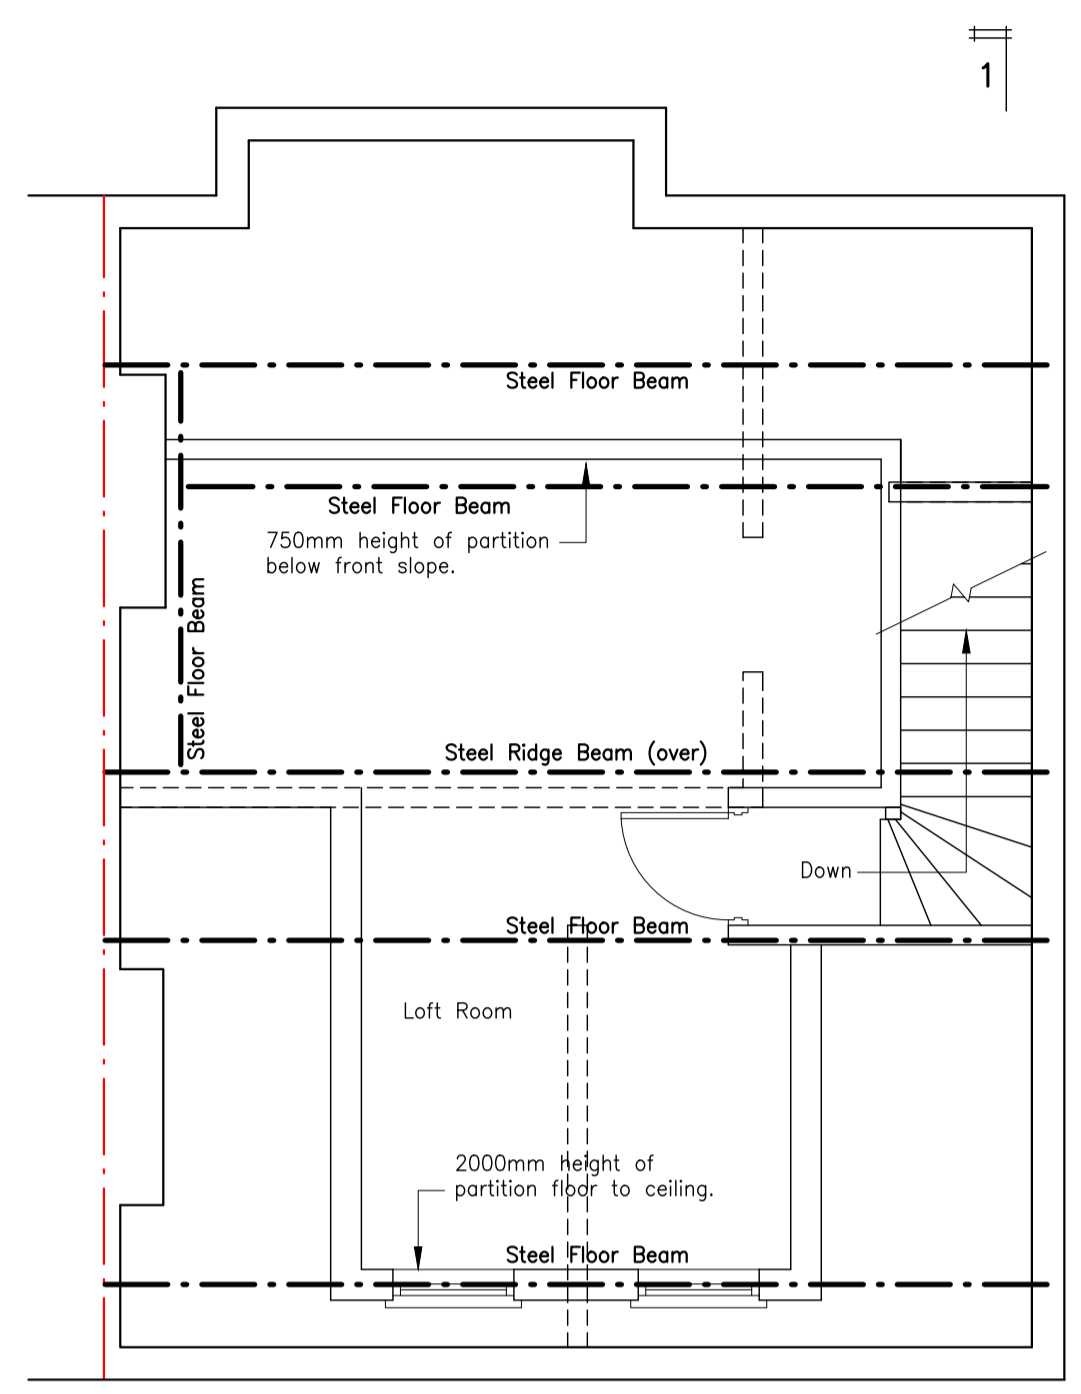 1
Steel Floor Beam
Steel Floor Beam
750mm height of partition
below front slope.
Steel Floor Beam
Steel Ridge Beam (over)
Down
Steel Floor Beam
Loft Room
2000mm height of
partition floor to ceiling.
Steel Floor Beam